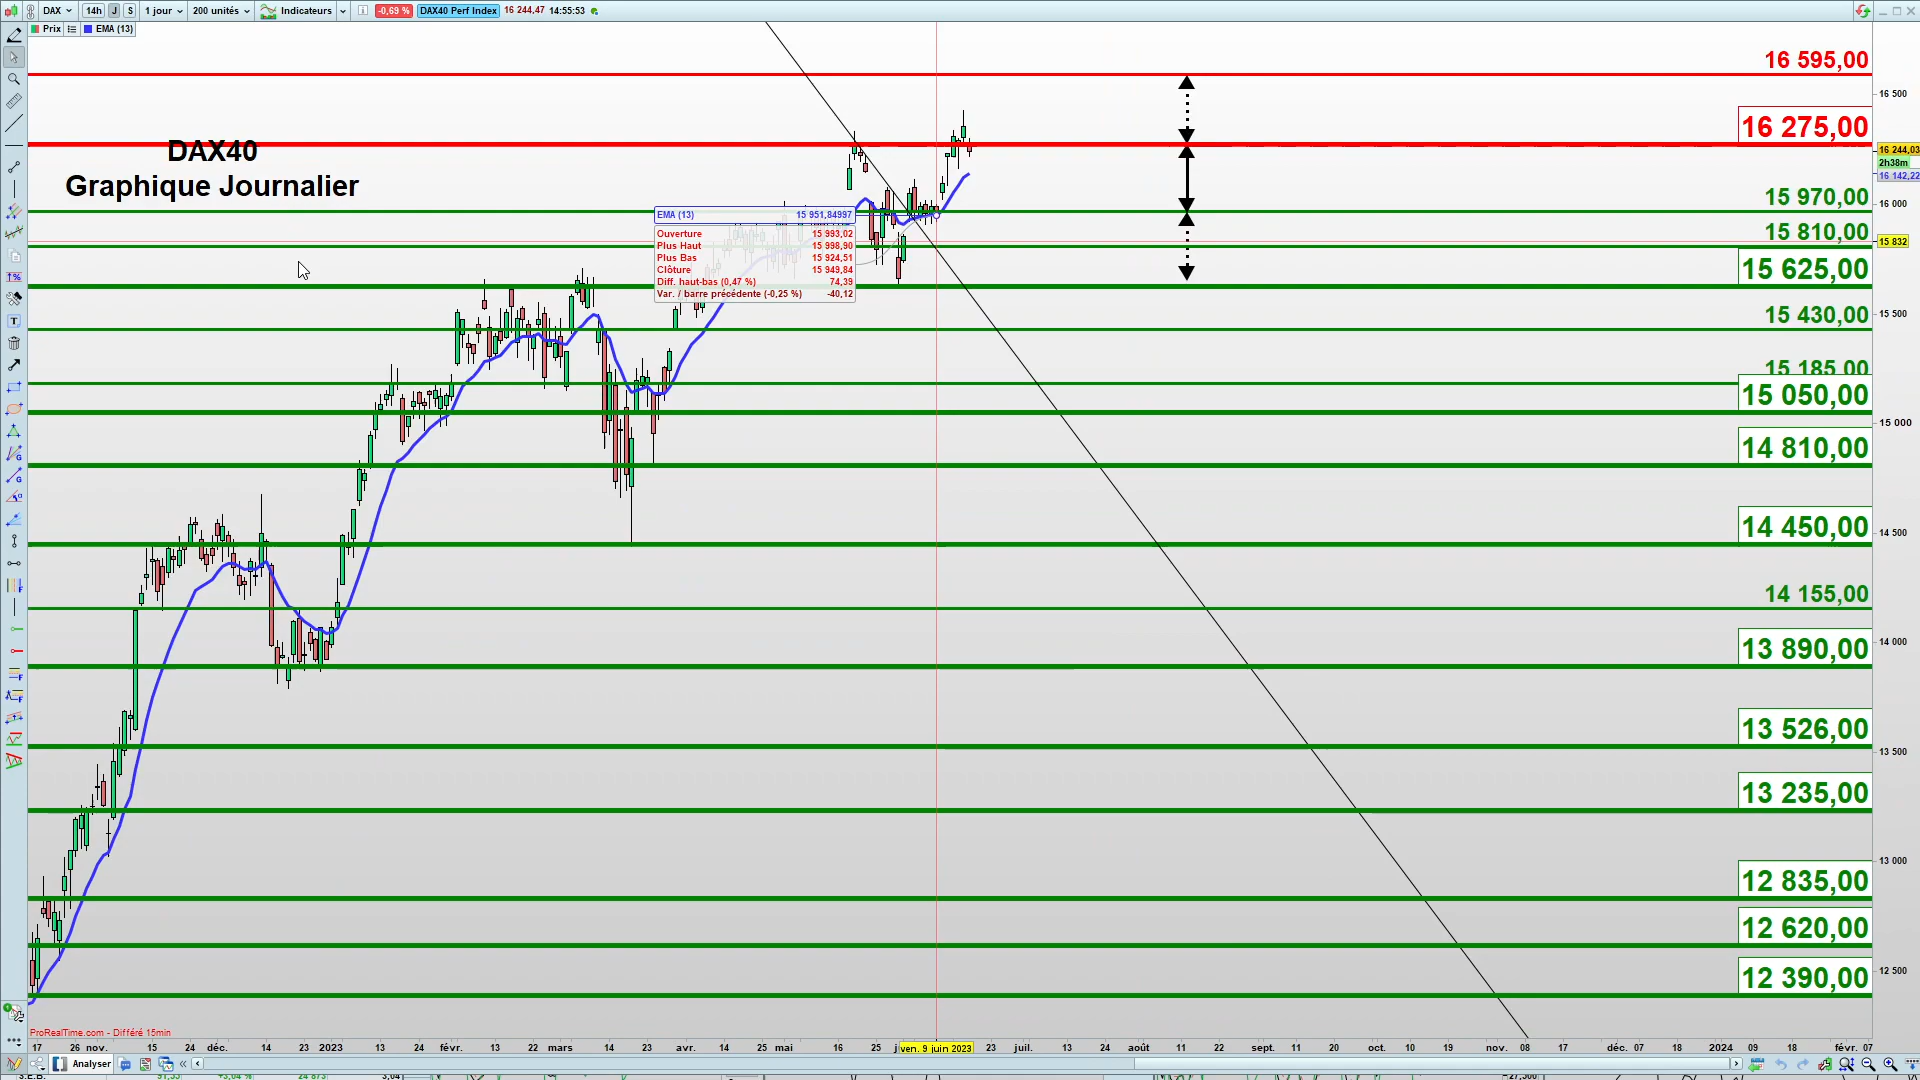 DAX 14h J S 1 jour 200 unités Indicateurs -0,69 % DAX40 Perf Index 16 244,47 14:55:53
Prix EMA (13)
16 595,00
16 500
16 275,00
DAX40
16 244,03
2h38m
16 142,22
Graphique Journalier
15 970,00
16 000
EMA (13) 15 951,84997
15 810,00
Ouverture 15 993,02
15 832
Plus Haut 15 998,90
Plus Bas 15 924,51
Clôture 15 949,84
15 625,00
Diff. haut-bas (0,47 %) 74,39
Var. / barre précédente (-0,25 %) -40,12
15 430,00
15 500
15 185,00
15 050,00
15 000
14 810,00
14 450,00
14 500
14 155,00
13 890,00
14 000
13 526,00
13 500
13 235,00
13 000
12 835,00
12 620,00
12 500
12 390,00
ProRealTime.com - Différé 15min
17 26 nov. 15 24 déc. 14 23 2023 13 24 févr. 13 22 mars 14 23 avr. 14 25 mai 16 25 ven. 9 juin 2023 23 juil. 13 24 août 11 22 sept. 11 20 oct. 10 19 nov. 08 17 déc. 07 18 2024 09 18 févr. 07
Analyser